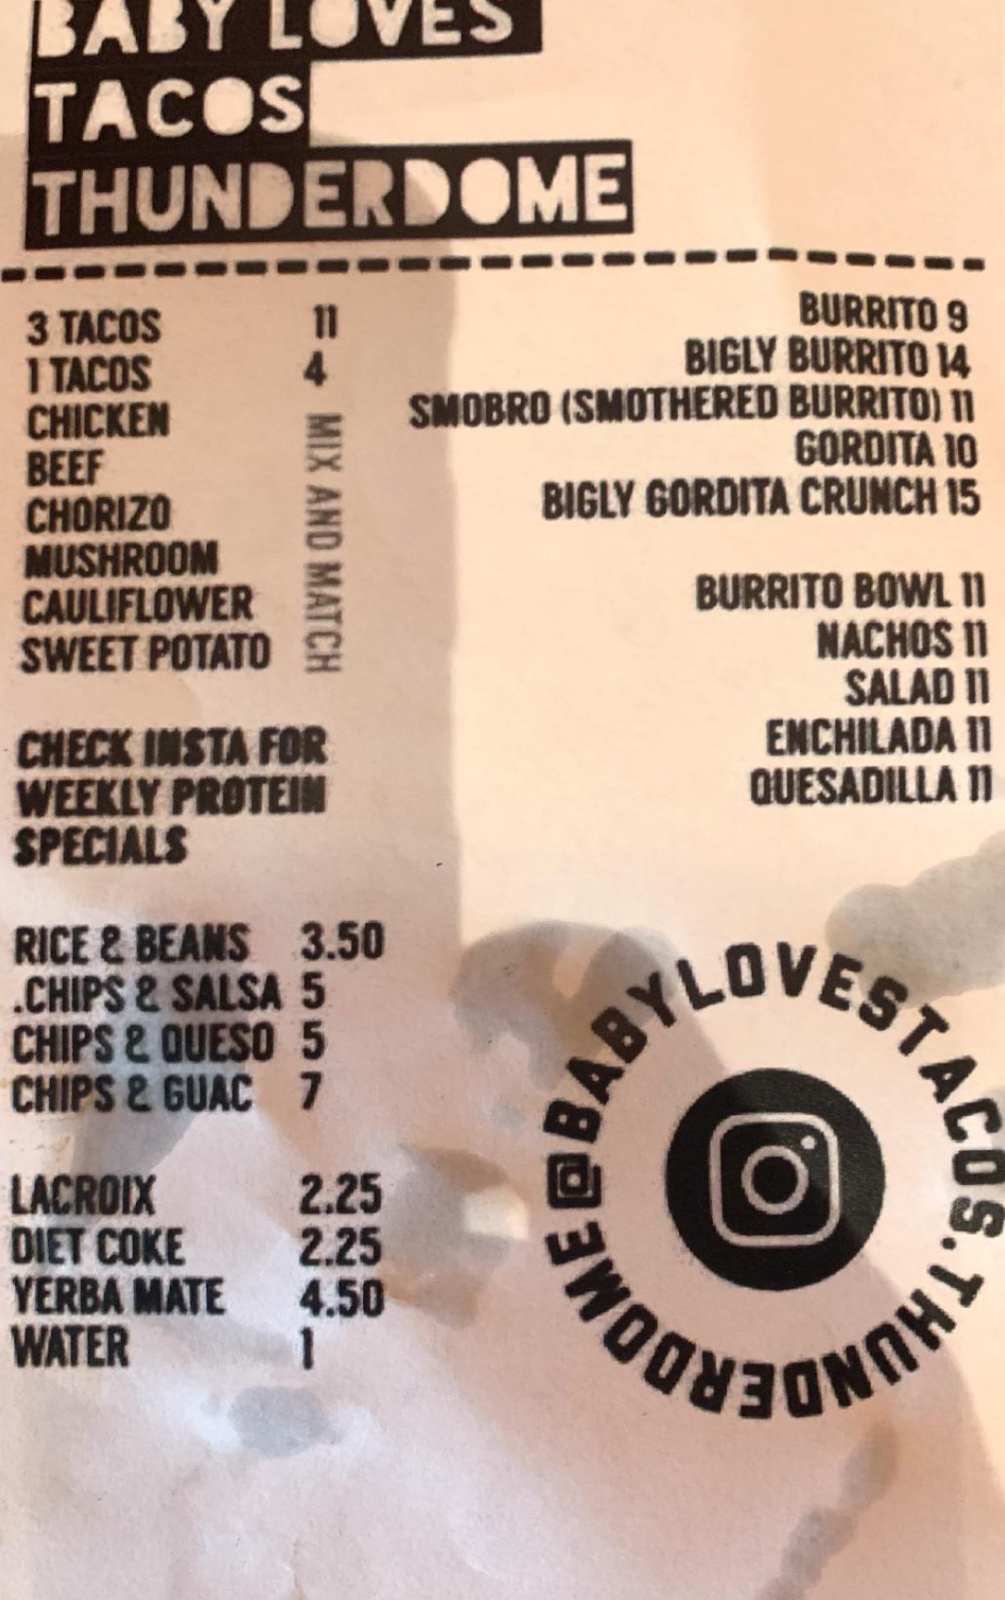 BABY LOVES
TACOS
THUNDERDOME
3 TACOS 11
1 TACOS 4
CHICKEN
BEEF
CHORIZO
MUSHROOM
CAULIFLOWER
SWEET POTATO
MIX AND MATCH
CHECK INSTA FOR
WEEKLY PROTEIN
SPECIALS
RICE & BEANS 3.50
.CHIPS & SALSA 5
CHIPS & QUESO 5
CHIPS & GUAC 7
LACROIX 2.25
DIET COKE 2.25
YERBA MATE 4.50
WATER 1
BURRITO 9
BIGLY BURRITO 14
SMOBRO (SMOTHERED BURRITO) 11
GORDITA 10
BIGLY GORDITA CRUNCH 15
BURRITO BOWL 11
NACHOS 11
SALAD 11
ENCHILADA 11
QUESADILLA 11
@BABYLOVESTACOS.THUNDERDOME